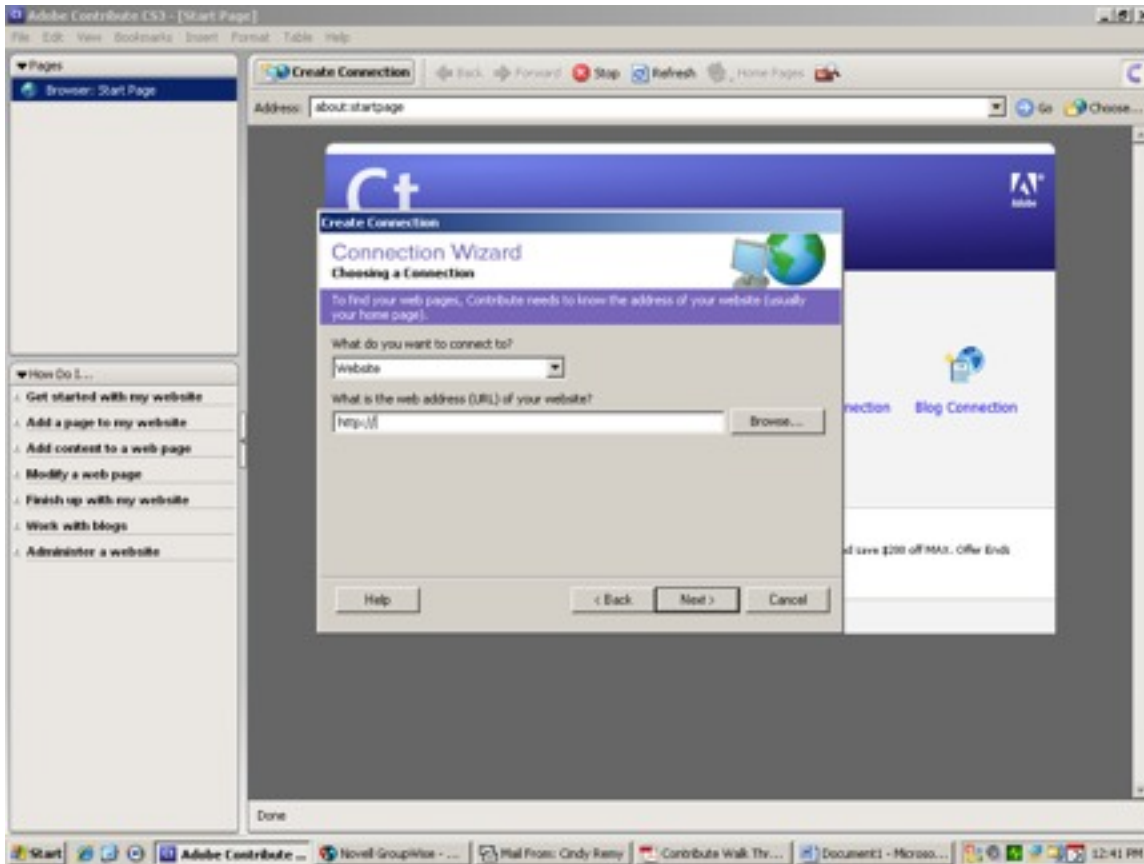 Adobe Contribute CS3 - [Start Page]
File Edit View Bookmarks Insert Format Table Help
Pages
Browser: Start Page
Create Connection Back Forward Stop Refresh Home Pages
Address: about:startpage Go Choose...
Ct
Adobe
Create Connection
Connection Wizard
Choosing a Connection
To find your web pages, Contribute needs to know the address of your website (usually
your home page).
What do you want to connect to?
Website
What is the web address (URL) of your website?
http://
Browse...
Help
< Back
Next >
Cancel
nection
Blog Connection
d save $200 off MAX. Offer Ends
How Do I...
Get started with my website
Add a page to my website
Add content to a web page
Modify a web page
Finish up with my website
Work with blogs
Administer a website
Done
Start
Adobe Contribute ...
Novell GroupWise - ...
Mail From: Cindy Remy
Contribute Walk Thr...
Document1 - Microso...
12:41 PM